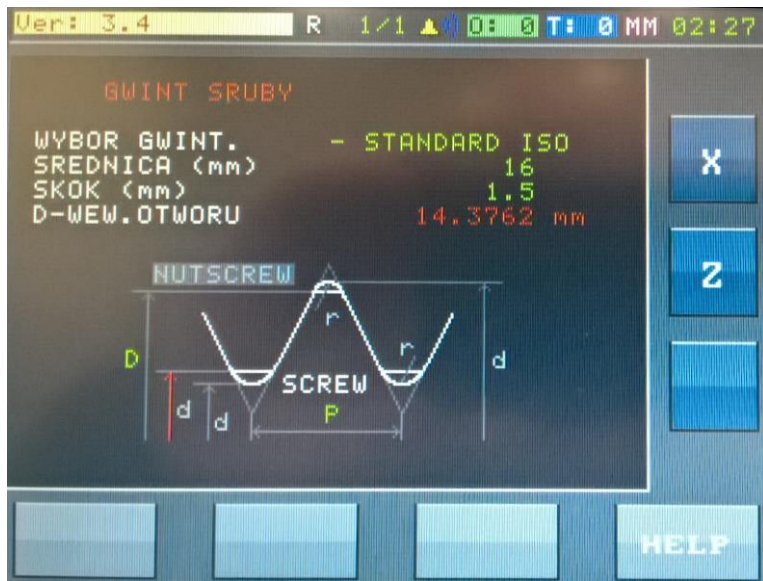 Ver: 3.4 R 1/1 O: 0 T: 0 MM 02:27
GWINT SRUBY
WYBOR GWINT. - STANDARD ISO
SREDNICA (mm) 16
SKOK (mm) 1.5
D-WEW.OTWORU 14.3762 mm
NUTSCREW
r
D
r
d
SCREW
d
d
P
X
Z
HELP